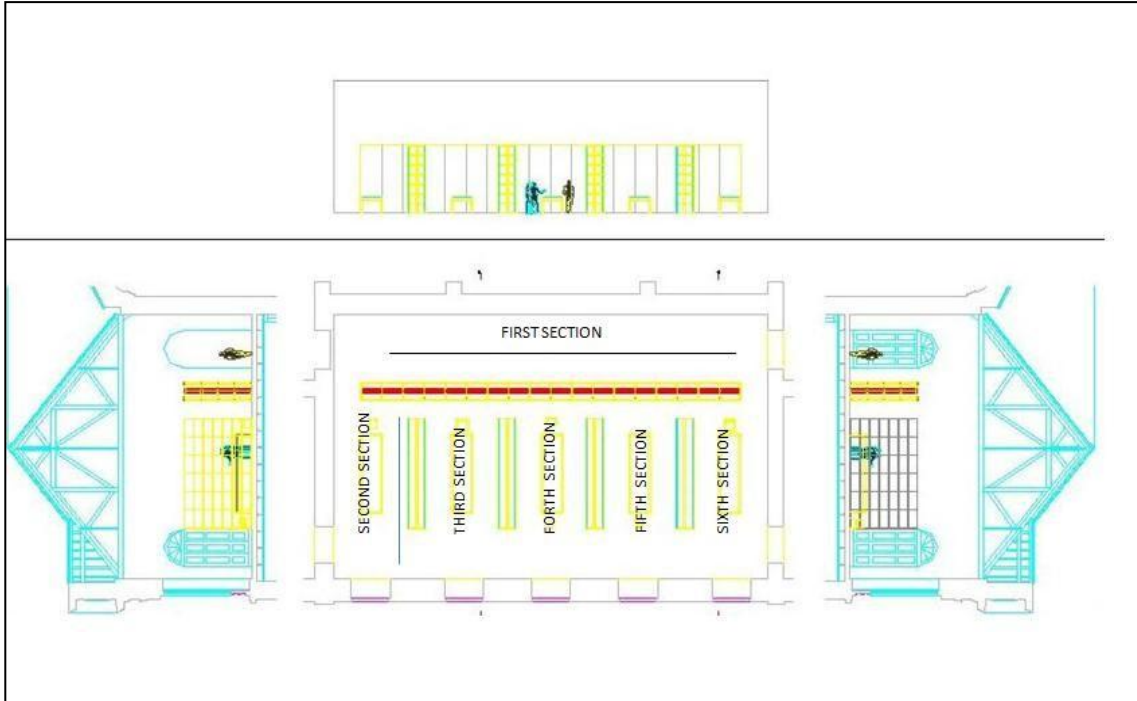 FIRST SECTION
SECOND SECTION
THIRD SECTION
FORTH SECTION
FIFTH SECTION
SIXTH SECTION